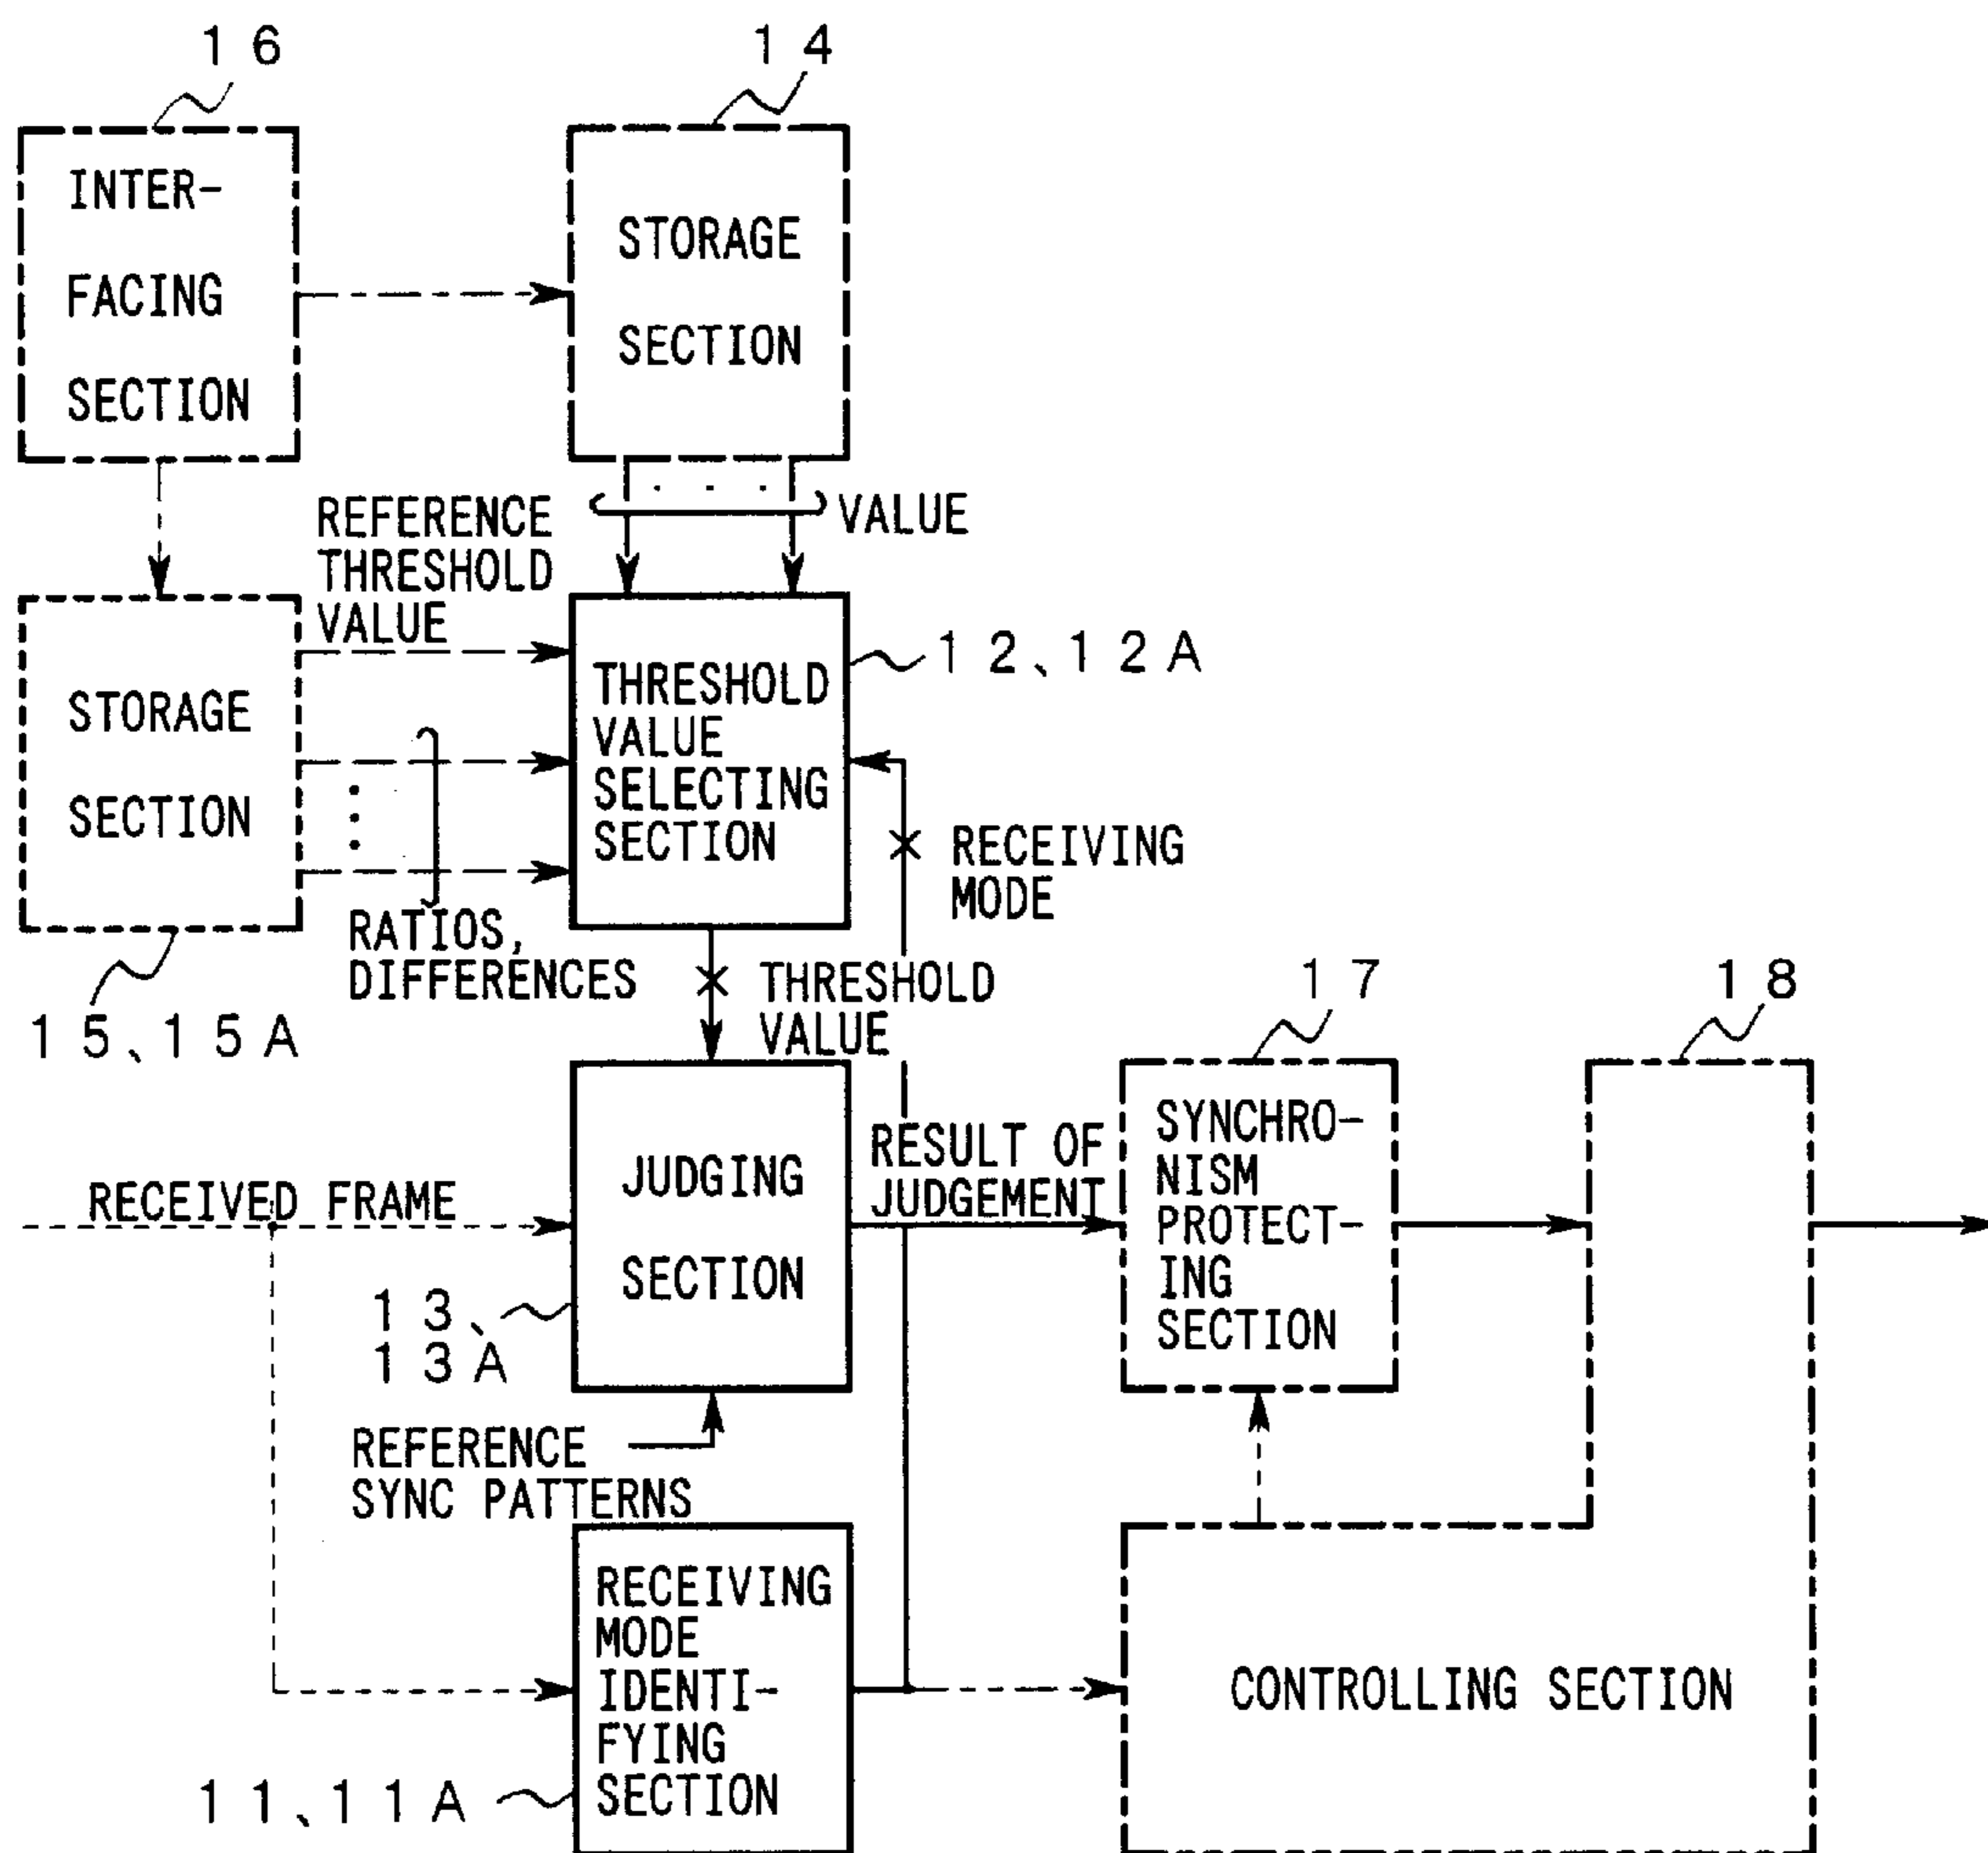 16
14
INTER-
FACING
SECTION
STORAGE
SECTION
VALUE
REFERENCE
THRESHOLD
VALUE
12、12A
STORAGE
SECTION
THRESHOLD
VALUE
SELECTING
SECTION
RECEIVING
MODE
RATIOS,
DIFFERENCES
15、15A
THRESHOLD
VALUE
17
18
RECEIVED FRAME
JUDGING
SECTION
RESULT OF
JUDGEMENT
SYNCHRO-
NISM
PROTECT-
ING
SECTION
13、
13A
REFERENCE
SYNC PATTERNS
RECEIVING
MODE
IDENTI-
FYING
SECTION
CONTROLLING SECTION
11、11A